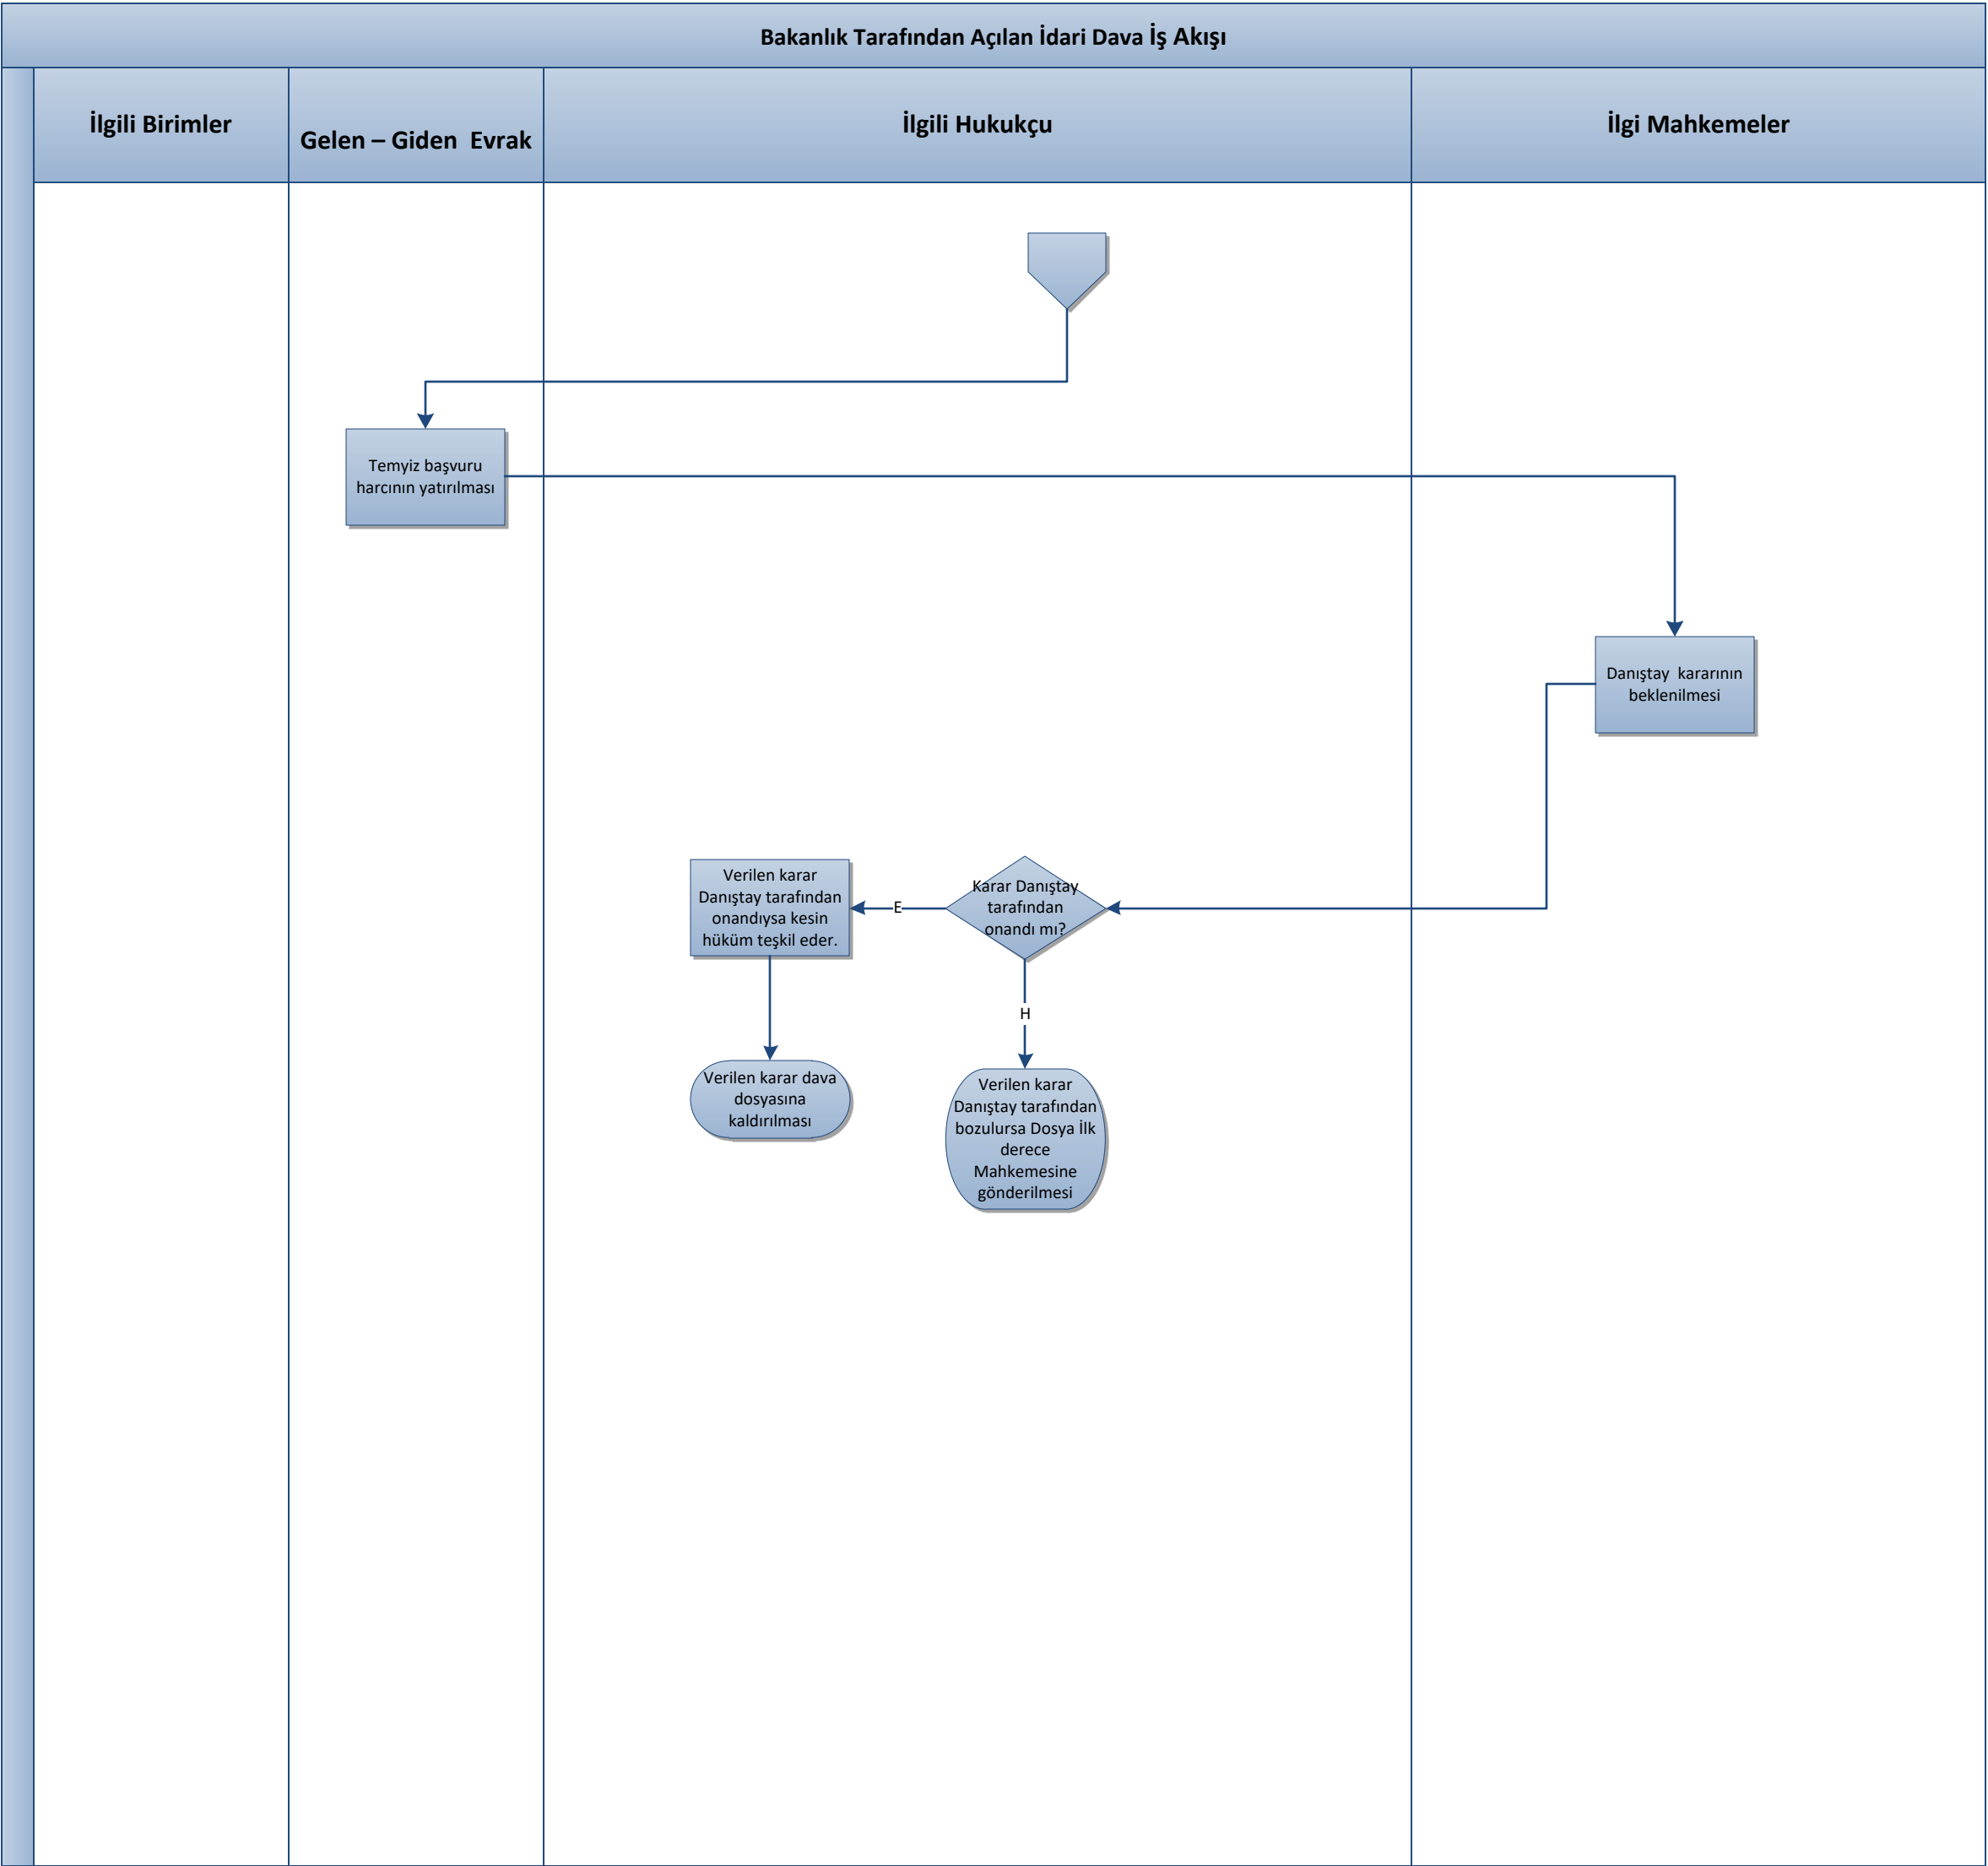 Bakanlık Tarafından Açılan İdari Dava İş Akışı
İlgili Birimler
Gelen – Giden  Evrak
İlgili Hukukçu
İlgi Mahkemeler
Temyiz başvuru
harcının yatırılması
Danıştay  kararının
beklenilmesi
Verilen karar
Danıştay tarafından
onandıysa kesin
hüküm teşkil eder.
E
Karar Danıştay
tarafından
onandı mı?
H
Verilen karar dava
dosyasına
kaldırılması
Verilen karar
Danıştay tarafından
bozulursa Dosya İlk
derece
Mahkemesine
gönderilmesi